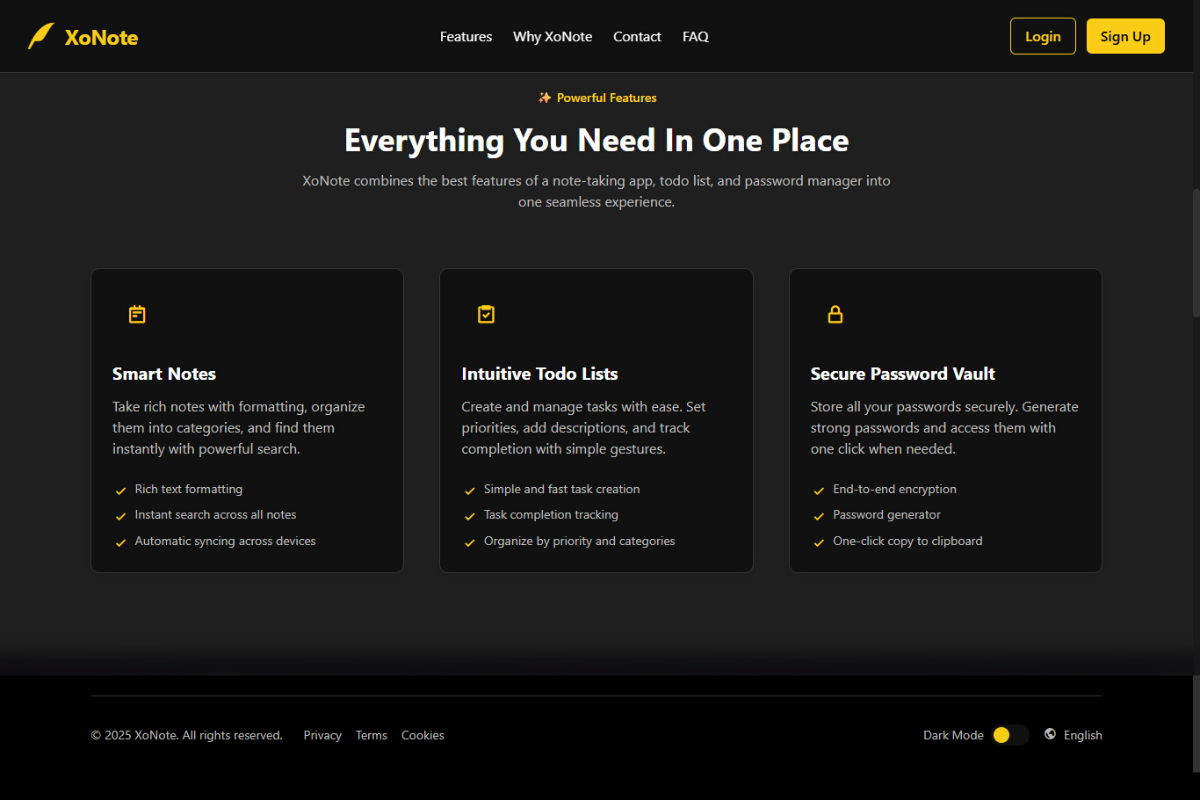 XoNote
Features
Why XoNote
Contact
FAQ
Login
Sign Up
✨ Powerful Features
Everything You Need In One Place
XoNote combines the best features of a note-taking app, todo list, and password manager into
one seamless experience.
Smart Notes
Take rich notes with formatting, organize
them into categories, and find them
instantly with powerful search.
Rich text formatting
Instant search across all notes
Automatic syncing across devices
Intuitive Todo Lists
Create and manage tasks with ease. Set
priorities, add descriptions, and track
completion with simple gestures.
Simple and fast task creation
Task completion tracking
Organize by priority and categories
Secure Password Vault
Store all your passwords securely. Generate
strong passwords and access them with
one click when needed.
End-to-end encryption
Password generator
One-click copy to clipboard
© 2025 XoNote. All rights reserved.
Privacy
Terms
Cookies
Dark Mode
English